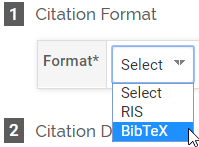 1 Citation Format
Format* Select
Select
RIS
BibTeX
2 Citation D